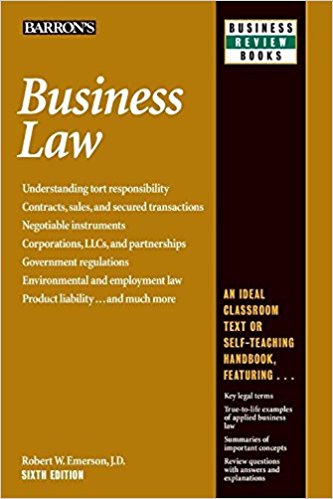 BARRON'S
BUSINESS
REVIEW
BOOKS
Business
Law
Understanding tort responsibility
Contracts, sales, and secured transactions
Negotiable instruments
Corporations, LLCs, and partnerships
Government regulations
Environmental and employment law
Product liability . . . and much more
AN IDEAL
CLASSROOM
TEXT OR
SELF-TEACHING
HANDBOOK,
FEATURING . . .
Key legal terms
True-to-life examples
of applied business
law
Summaries of
important concepts
Review questions
with answers and
explanations
Robert W. Emerson, J.D.
SIXTH EDITION